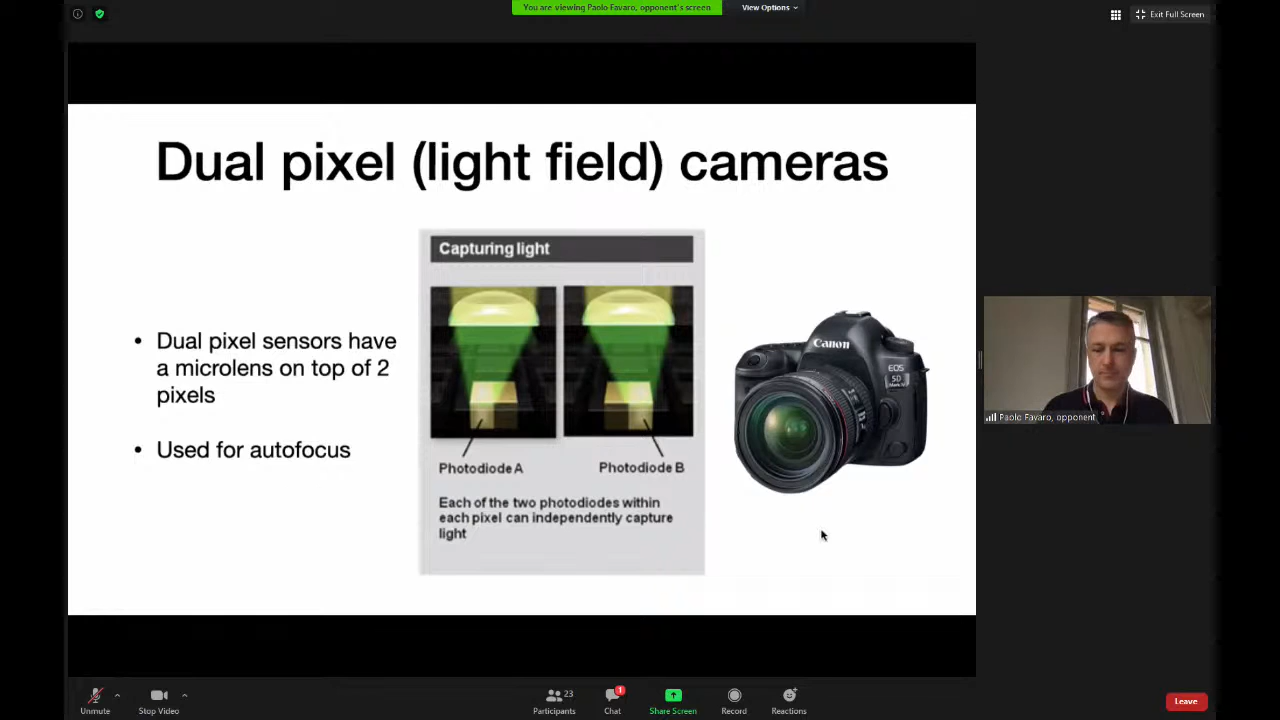 You are viewing Paolo Favaro, opponent's screen
View Options
Exit Full Screen
Dual pixel (light field) cameras
• Dual pixel sensors have
a microlens on top of 2
pixels
• Used for autofocus
Capturing light
Photodiode A
Photodiode B
Each of the two photodiodes within
each pixel can independently capture
light
Canon
EOS
5D
Paolo Favaro, opponent
Unmute
Stop Video
23
Participants
1
Chat
Share Screen
Record
Reactions
Leave